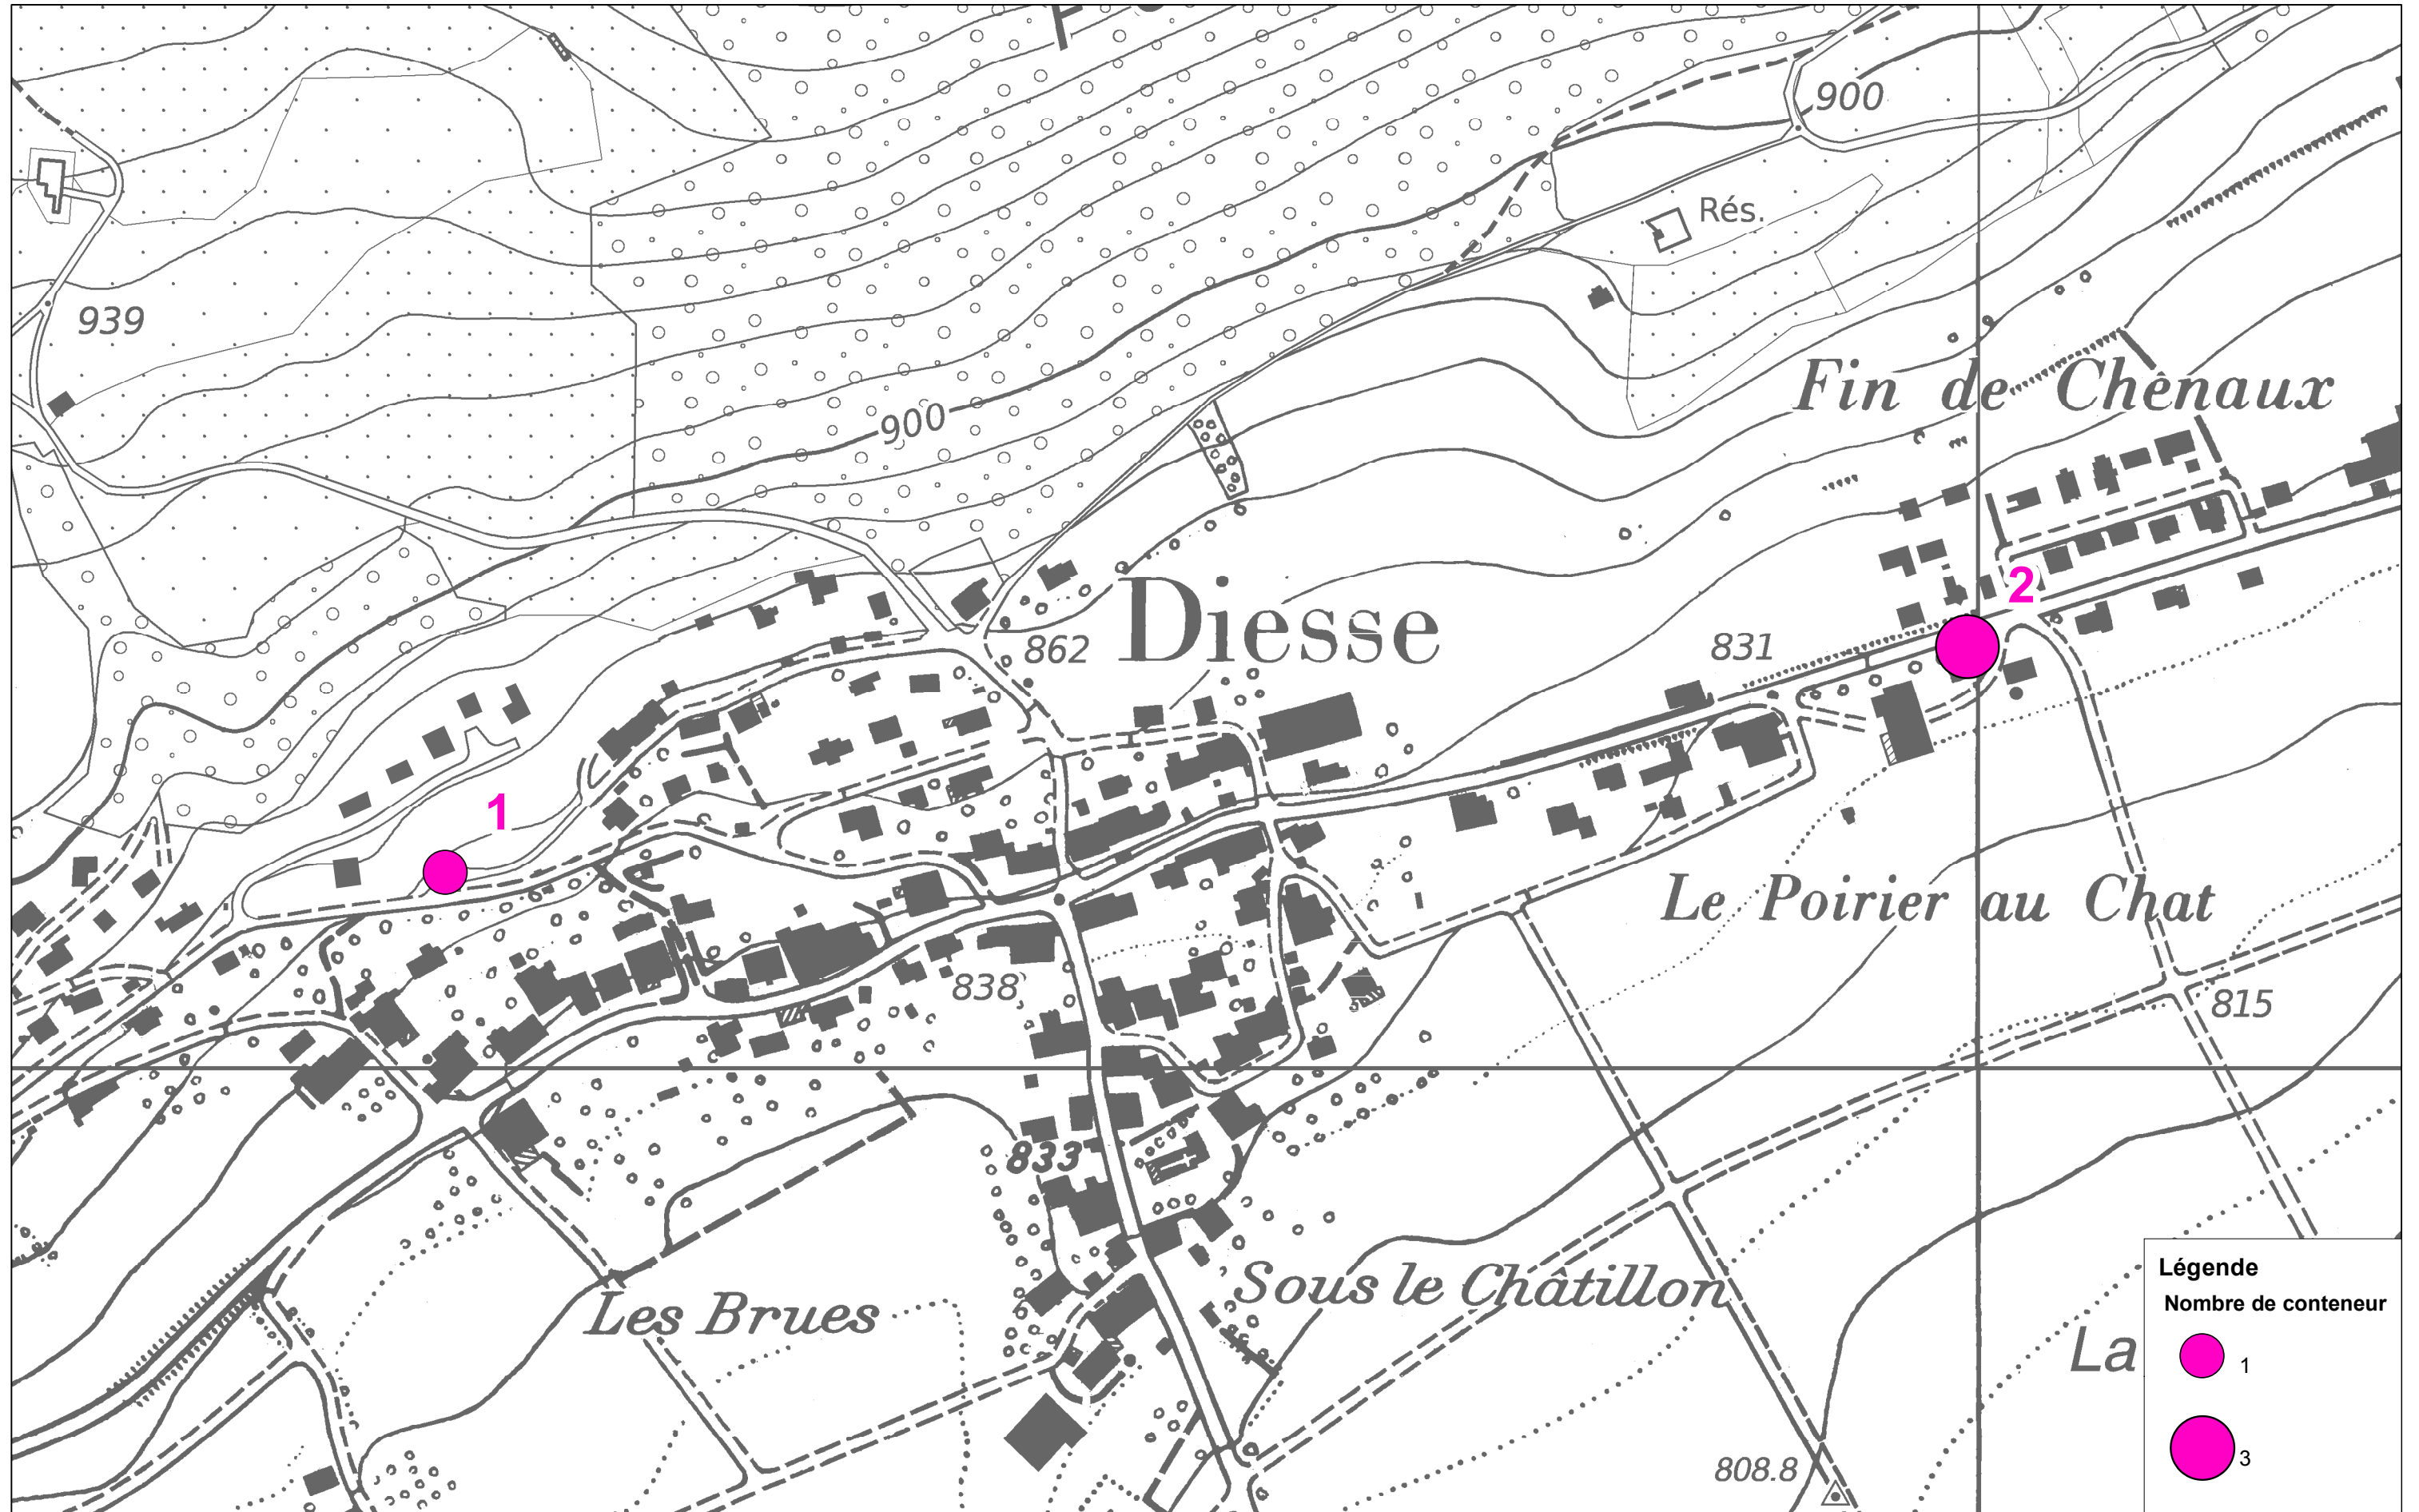 900
Rés.
939
Fin de Chênaux
900
2
Diesse
862
831
1
Le Poirier au Chat
838
815
833
Sous le Châtillon
Les Brues
Légende
Nombre de conteneur
La
1
3
808.8